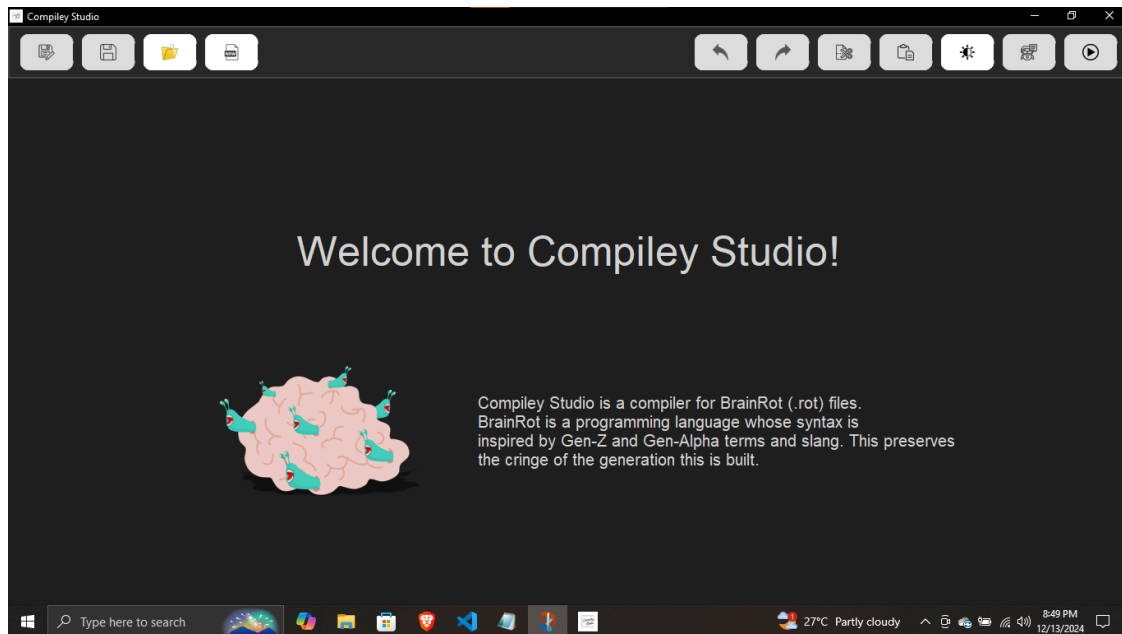 Compiley Studio
NEW
Welcome to Compiley Studio!
Compiley Studio is a compiler for BrainRot (.rot) files.
BrainRot is a programming language whose syntax is
inspired by Gen-Z and Gen-Alpha terms and slang. This preserves
the cringe of the generation this is built.
Type here to search
27°C Partly cloudy
8:49 PM
12/13/2024